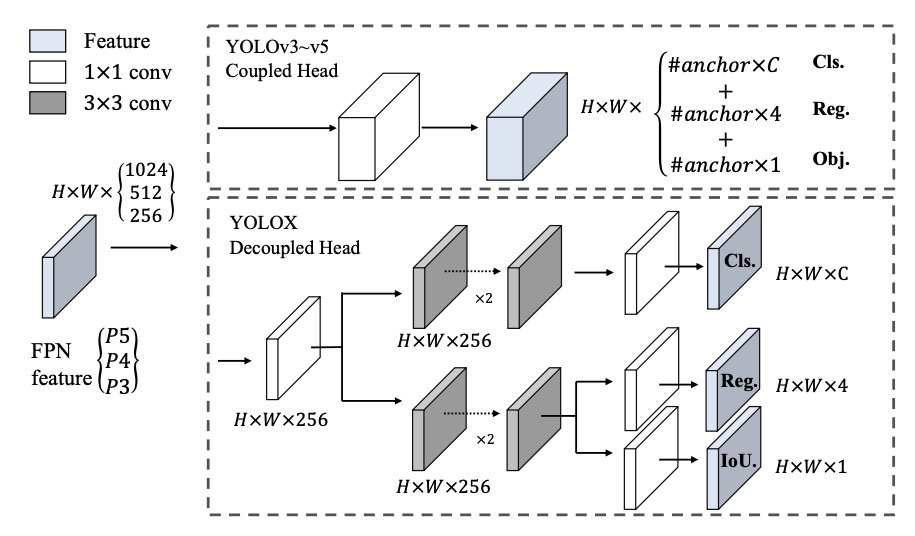 Feature
1×1 conv
3×3 conv
H×W×{1024
512
256}
FPN
feature {P5
P4
P3}
YOLOv3~v5
Coupled Head
H×W×
{#anchor×C Cls.
+
#anchor×4 Reg.
+
#anchor×1 Obj.
YOLOX
Decoupled Head
H×W×256
×2
H×W×256
Cls.
H×W×C
×2
H×W×256
Reg.
H×W×4
IoU.
H×W×1